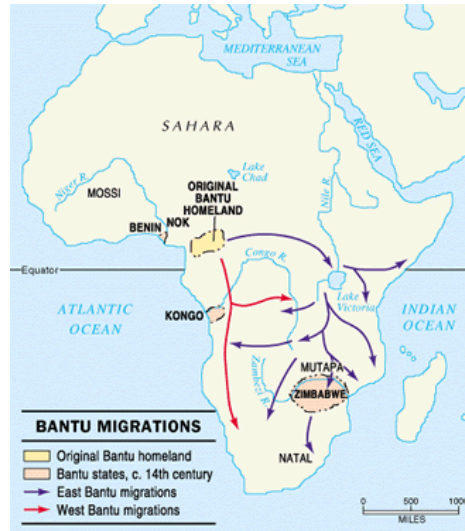 MEDITERRANEAN
SEA
SAHARA
RED SEA
Lake
Chad
Niger R.
Nile R.
MOSSI
ORIGINAL
BANTU
HOMELAND
NOK
BENIN
Congo R.
Equator
KONGO
Lake
Victoria
ATLANTIC
OCEAN
INDIAN
OCEAN
Zambezi R.
MUTAPA
ZIMBABWE
NATAL
BANTU MIGRATIONS
Original Bantu homeland
Bantu states, c. 14th century
East Bantu migrations
West Bantu migrations
0 500 1000
MILES